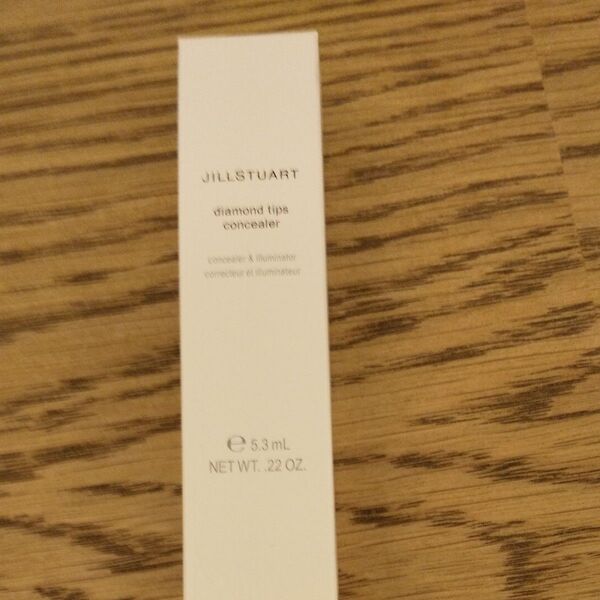 JILLSTUART
diamond tips
concealer
concealer & illuminator
correcteur et illuminateur
℮ 5.3 mL
NET WT. .22 OZ.